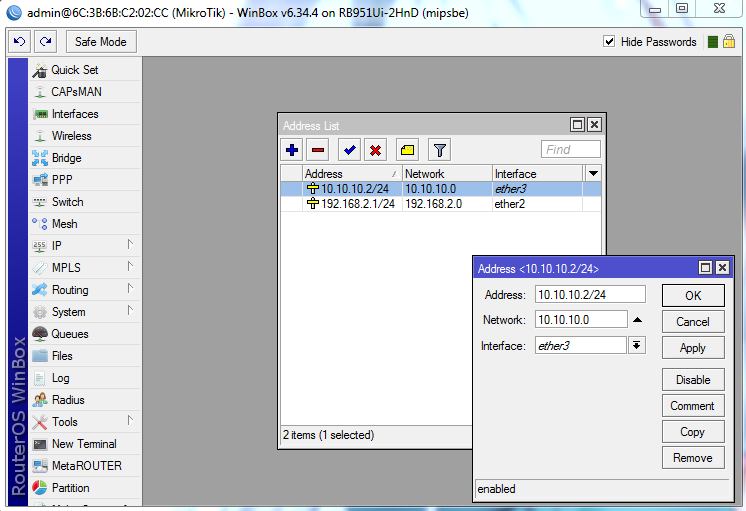 admin@6C:3B:6B:C2:02:CC (MikroTik) - WinBox v6.34.4 on RB951Ui-2HnD (mipsbe)
Safe Mode
Hide Passwords
Quick Set
CAPsMAN
Interfaces
Wireless
Bridge
PPP
Switch
Mesh
IP
MPLS
Routing
System
Queues
Files
Log
Radius
Tools
New Terminal
MetaROUTER
Partition
RouterOS WinBox
Address List
Find
Address Network Interface
10.10.10.2/24 10.10.10.0 ether3
192.168.2.1/24 192.168.2.0 ether2
2 items (1 selected)
Address <10.10.10.2/24>
Address: 10.10.10.2/24
Network: 10.10.10.0
Interface: ether3
OK
Cancel
Apply
Disable
Comment
Copy
Remove
enabled